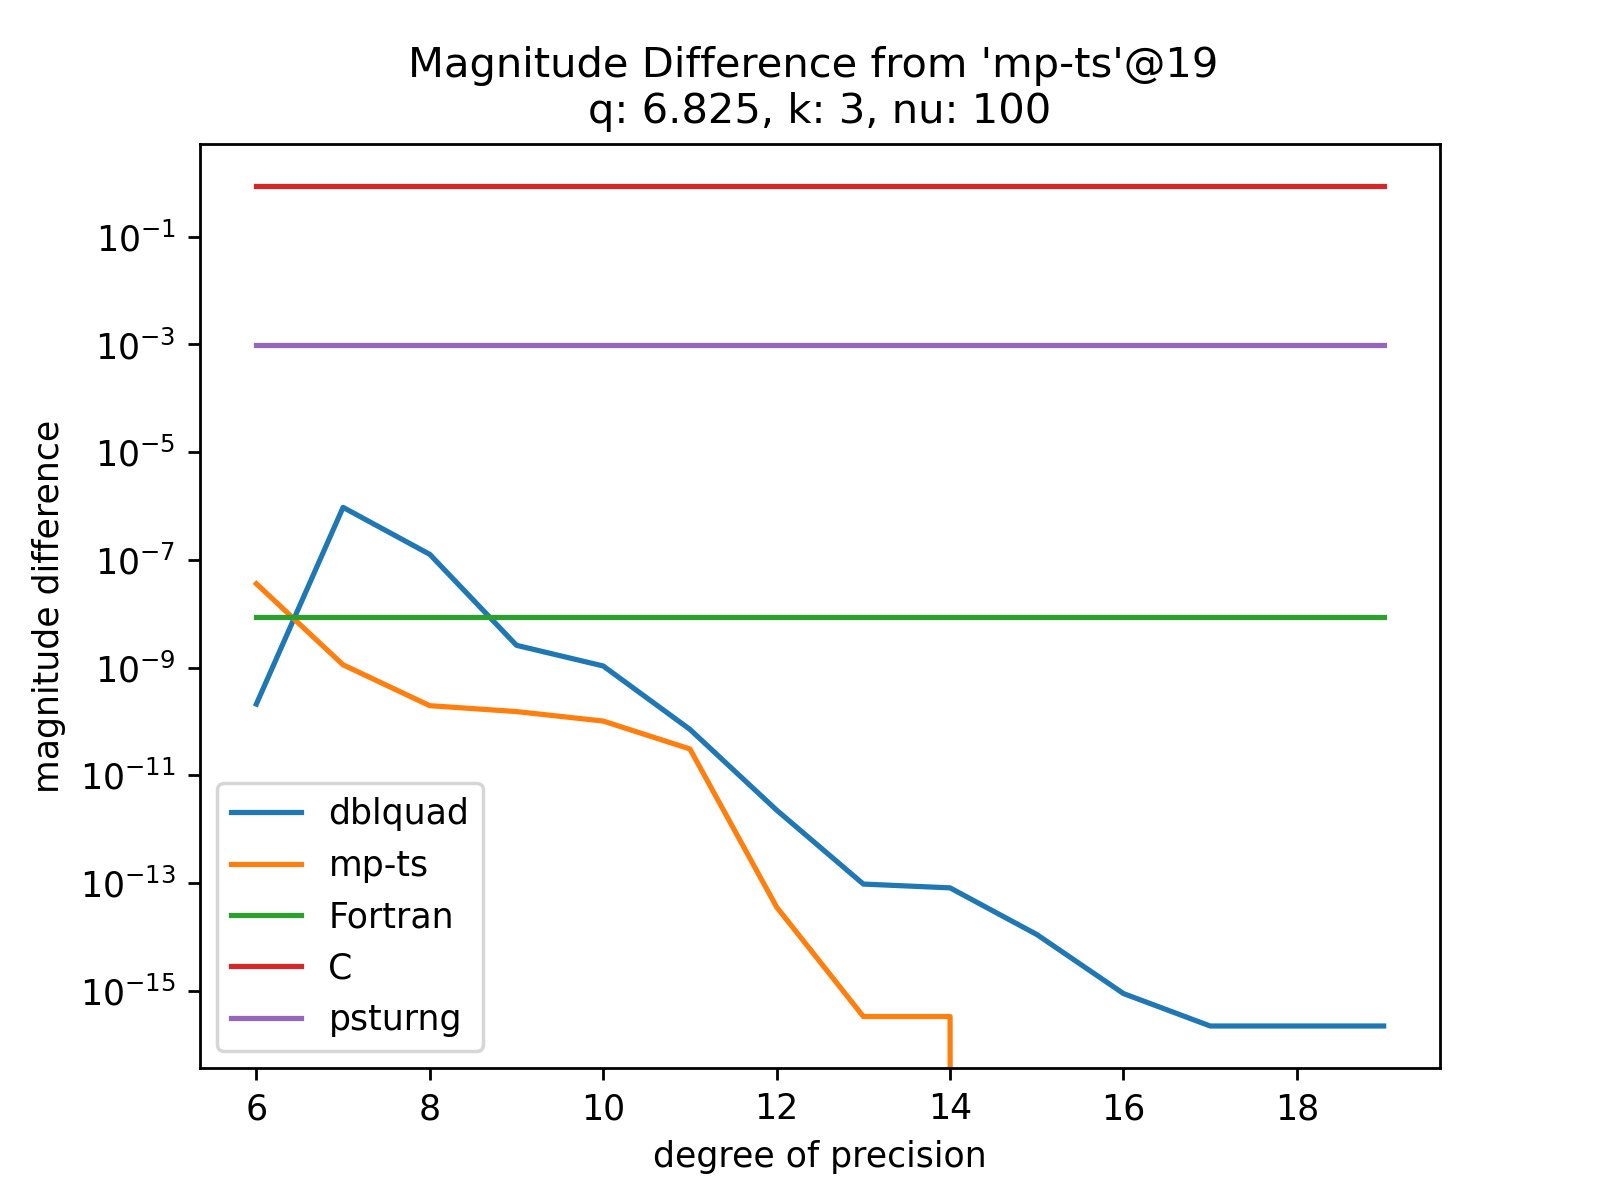 Magnitude Difference from 'mp-ts'@19
q: 6.825, k: 3, nu: 100
magnitude difference
10⁻¹
10⁻³
10⁻⁵
10⁻⁷
10⁻⁹
10⁻¹¹
10⁻¹³
10⁻¹⁵
dblquad
mp-ts
Fortran
C
psturng
6 8 10 12 14 16 18
degree of precision